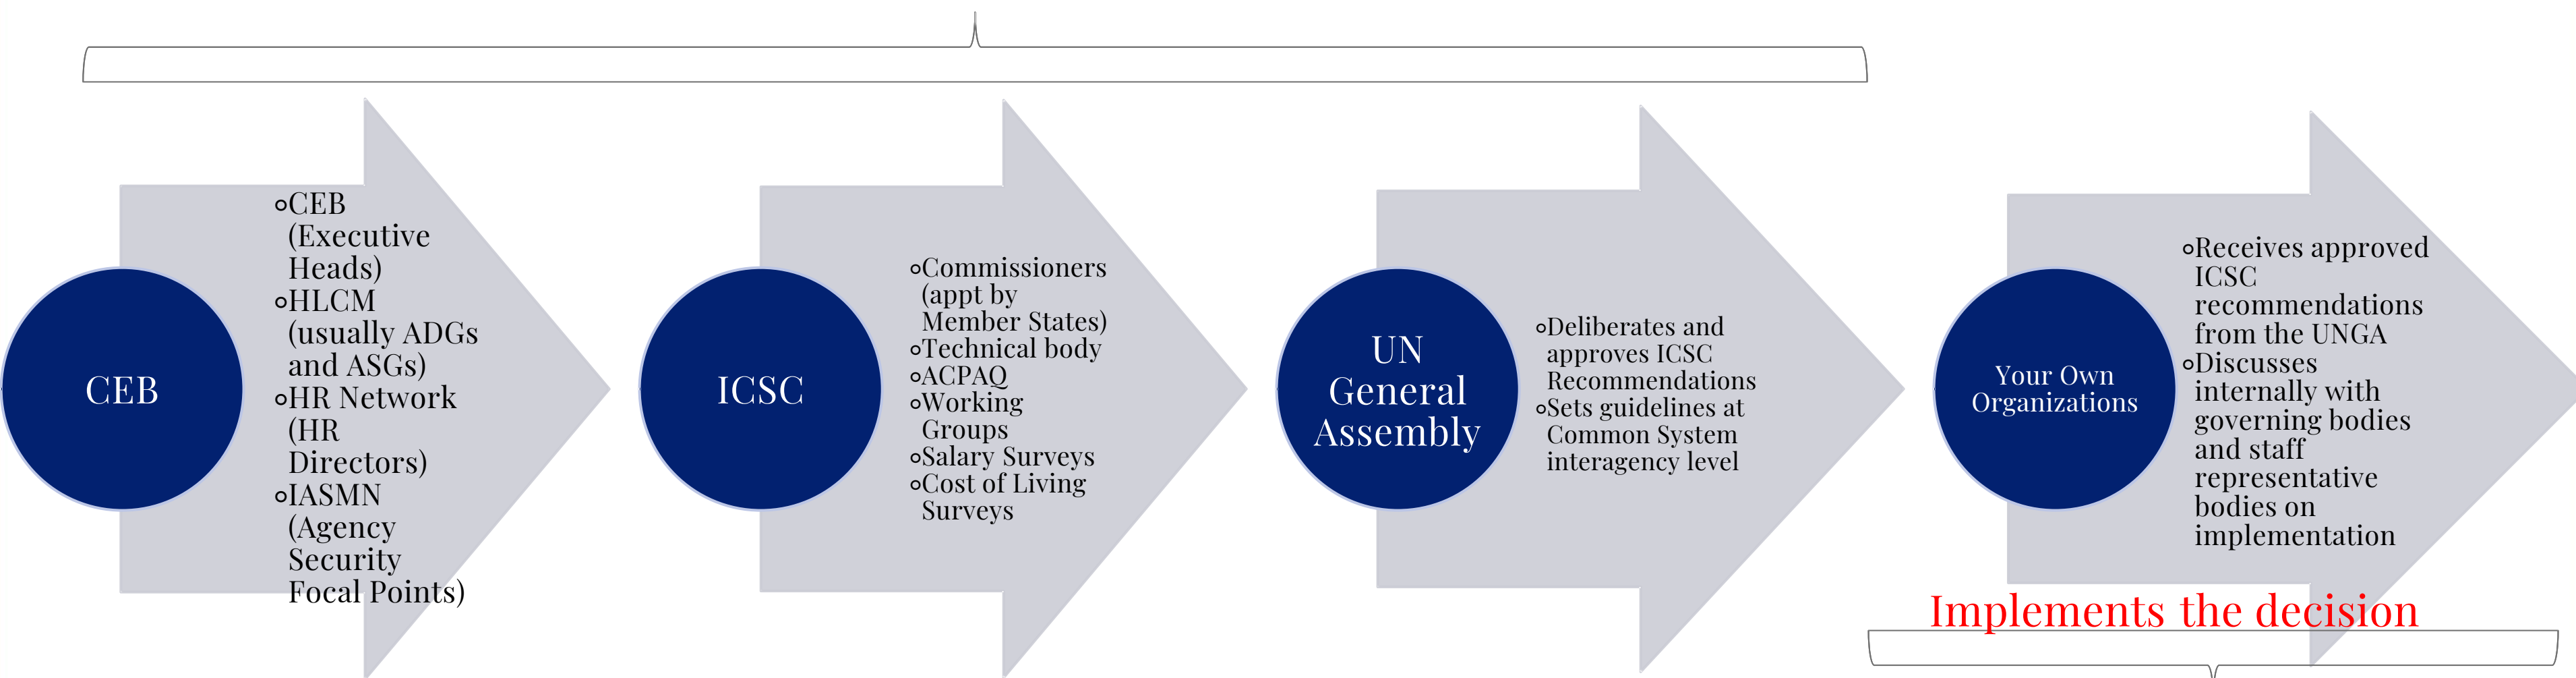 CEB
◦CEB
(Executive
Heads)
◦HLCM
(usually ADGs
and ASGs)
◦HR Network
(HR
Directors)
◦IASMN
(Agency
Security
Focal Points)
ICSC
◦Commissioners
(appt by
Member States)
◦Technical body
◦ACPAQ
◦Working
Groups
◦Salary Surveys
◦Cost of Living
Surveys
UN
General
Assembly
◦Deliberates and
approves ICSC
Recommendations
◦Sets guidelines at
Common System
interagency level
Your Own
Organizations
◦Receives approved
ICSC
recommendations
from the UNGA
◦Discusses
internally with
governing bodies
and staff
representative
bodies on
implementation
Implements the decision